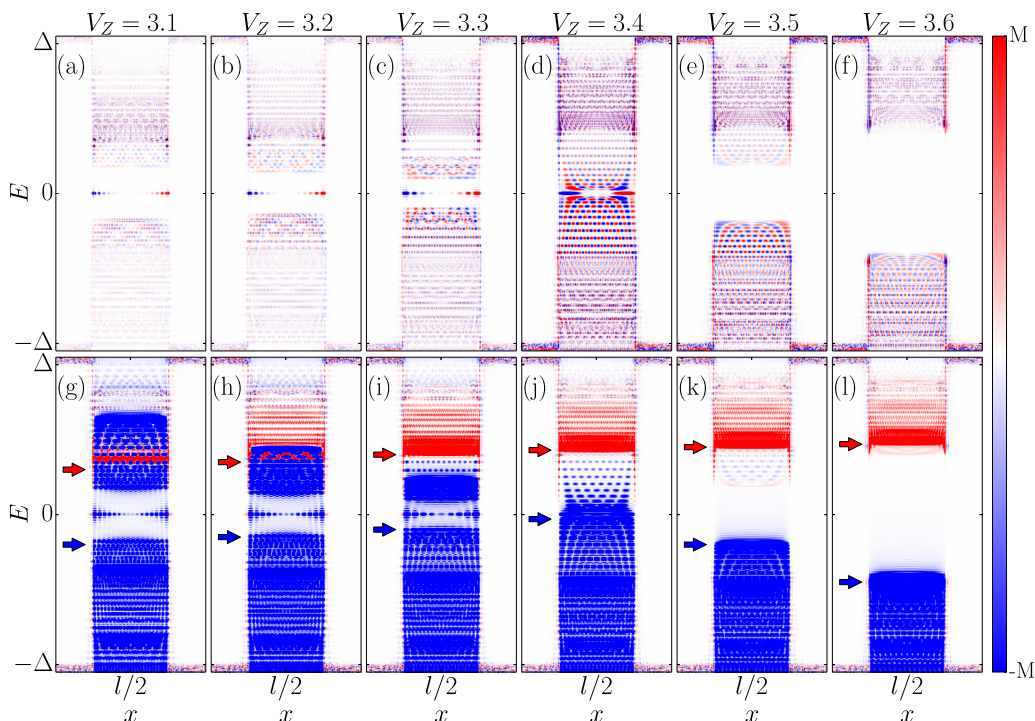 V_Z = 3.1 V_Z = 3.2 V_Z = 3.3 V_Z = 3.4 V_Z = 3.5 V_Z = 3.6
M
Δ
(a) (b) (c) (d) (e) (f)
E 0
−Δ
Δ
(g) (h) (i) (j) (k) (l)
E 0
−Δ
-M
l/2 l/2 l/2 l/2 l/2 l/2
x x x x x x